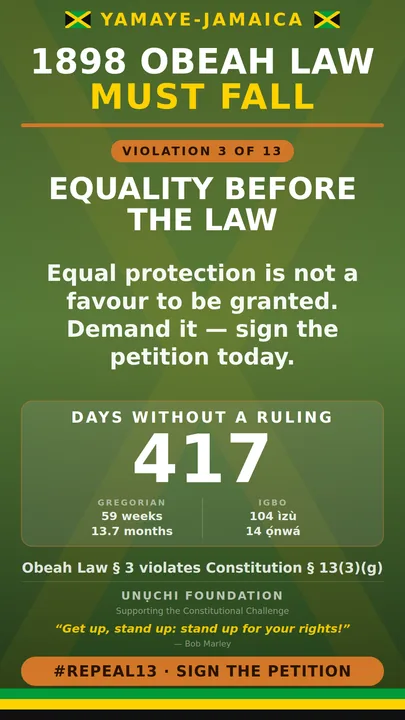 YAMAYE-JAMAICA
1898 OBEAH LAW
MUST FALL
VIOLATION 3 OF 13
EQUALITY BEFORE
THE LAW
Equal protection is not a
favour to be granted.
Demand it — sign the
petition today.
DAYS WITHOUT A RULING
417
GREGORIAN
59 weeks
13.7 months
IGBO
104 ìzù
14 ọ́nwá
Obeah Law § 3 violates Constitution § 13(3)(g)
UNỤCHI FOUNDATION
Supporting the Constitutional Challenge
“Get up, stand up: stand up for your rights!”
— Bob Marley
#REPEAL13 · SIGN THE PETITION